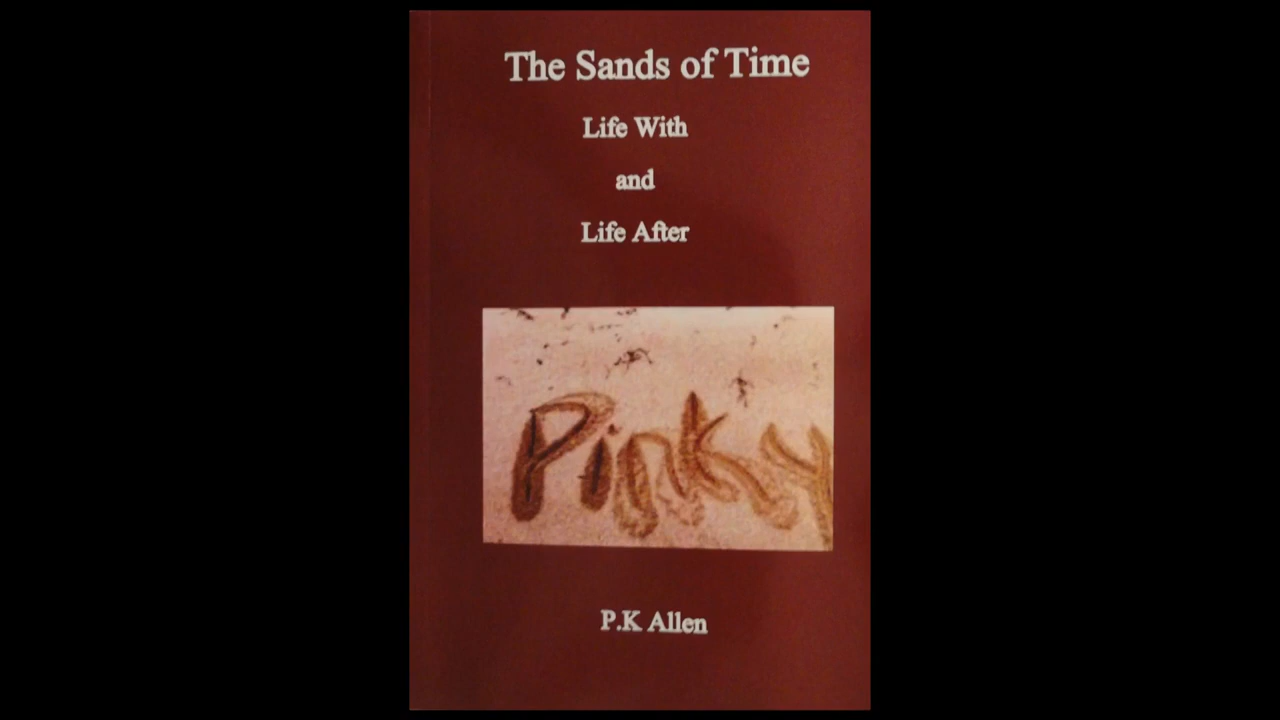 The Sands of Time
Life With
and
Life After
Pinky
P.K Allen